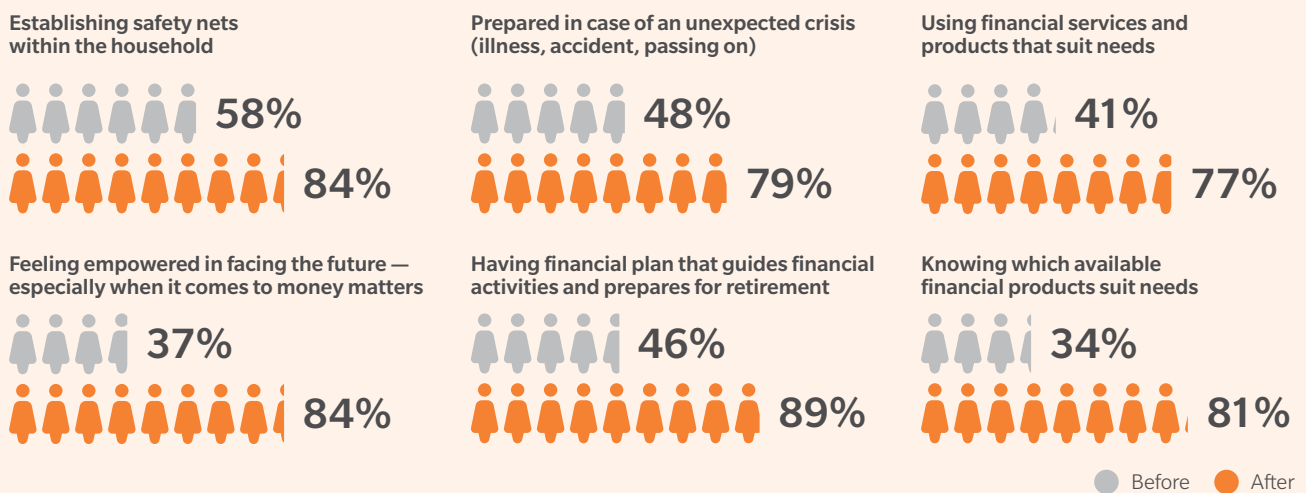 Establishing safety nets
within the household
58%
84%
Prepared in case of an unexpected crisis
(illness, accident, passing on)
48%
79%
Using financial services and
products that suit needs
41%
77%
Feeling empowered in facing the future —
especially when it comes to money matters
37%
84%
Having financial plan that guides financial
activities and prepares for retirement
46%
89%
Knowing which available
financial products suit needs
34%
81%
Before After